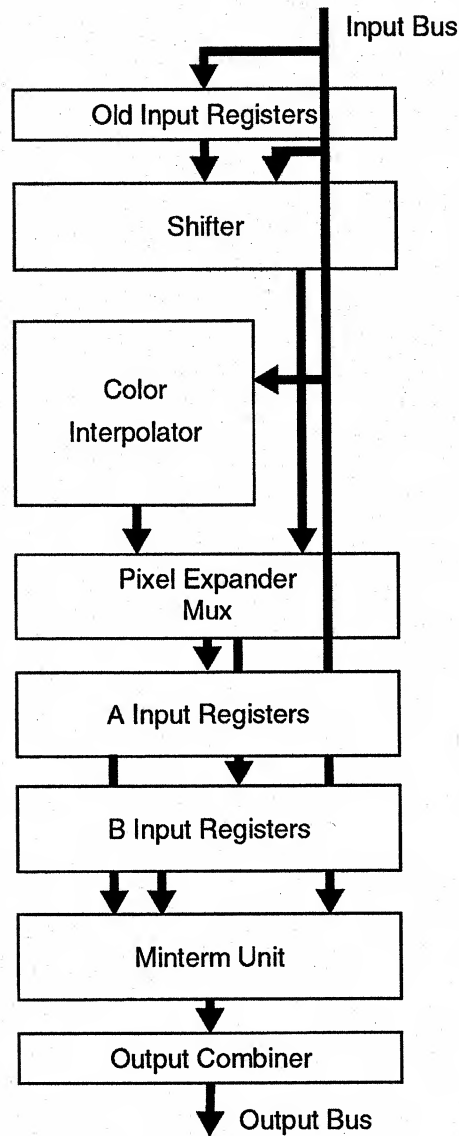 Input Bus
Old Input Registers
Shifter
Color
Interpolator
Pixel Expander
Mux
A Input Registers
B Input Registers
Minterm Unit
Output Combiner
Output Bus